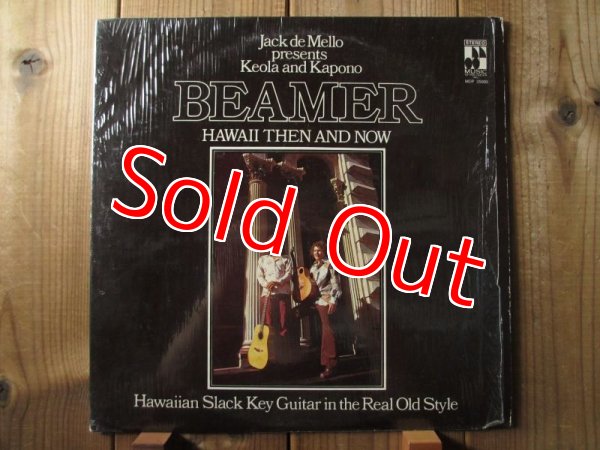 Jack de Mello
presents
Keola and Kapono
BEAMER
HAWAII THEN AND NOW
STEREO
MUSIC
Sold Out
Hawaiian Slack Key Guitar in the Real Old Style